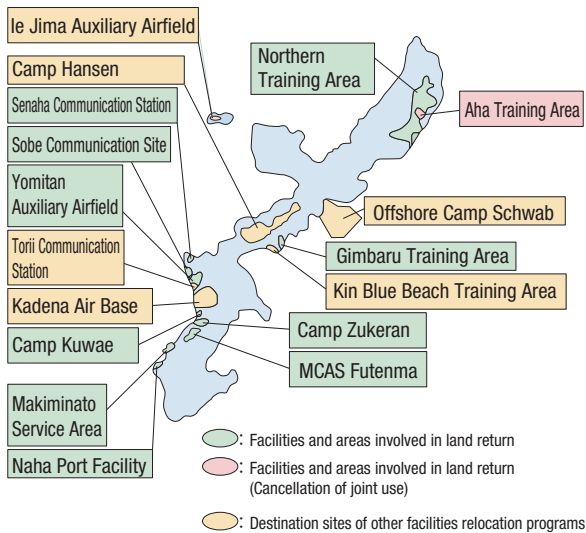 Ie Jima Auxiliary Airfield
Camp Hansen
Senaha Communication Station
Sobe Communication Site
Yomitan
Auxiliary Airfield
Torii Communication
Station
Kadena Air Base
Camp Kuwae
Makiminato
Service Area
Naha Port Facility
Northern
Training Area
Aha Training Area
Offshore Camp Schwab
Gimbaru Training Area
Kin Blue Beach Training Area
Camp Zukeran
MCAS Futenma
: Facilities and areas involved in land return
: Facilities and areas involved in land return
(Cancellation of joint use)
: Destination sites of other facilities relocation programs